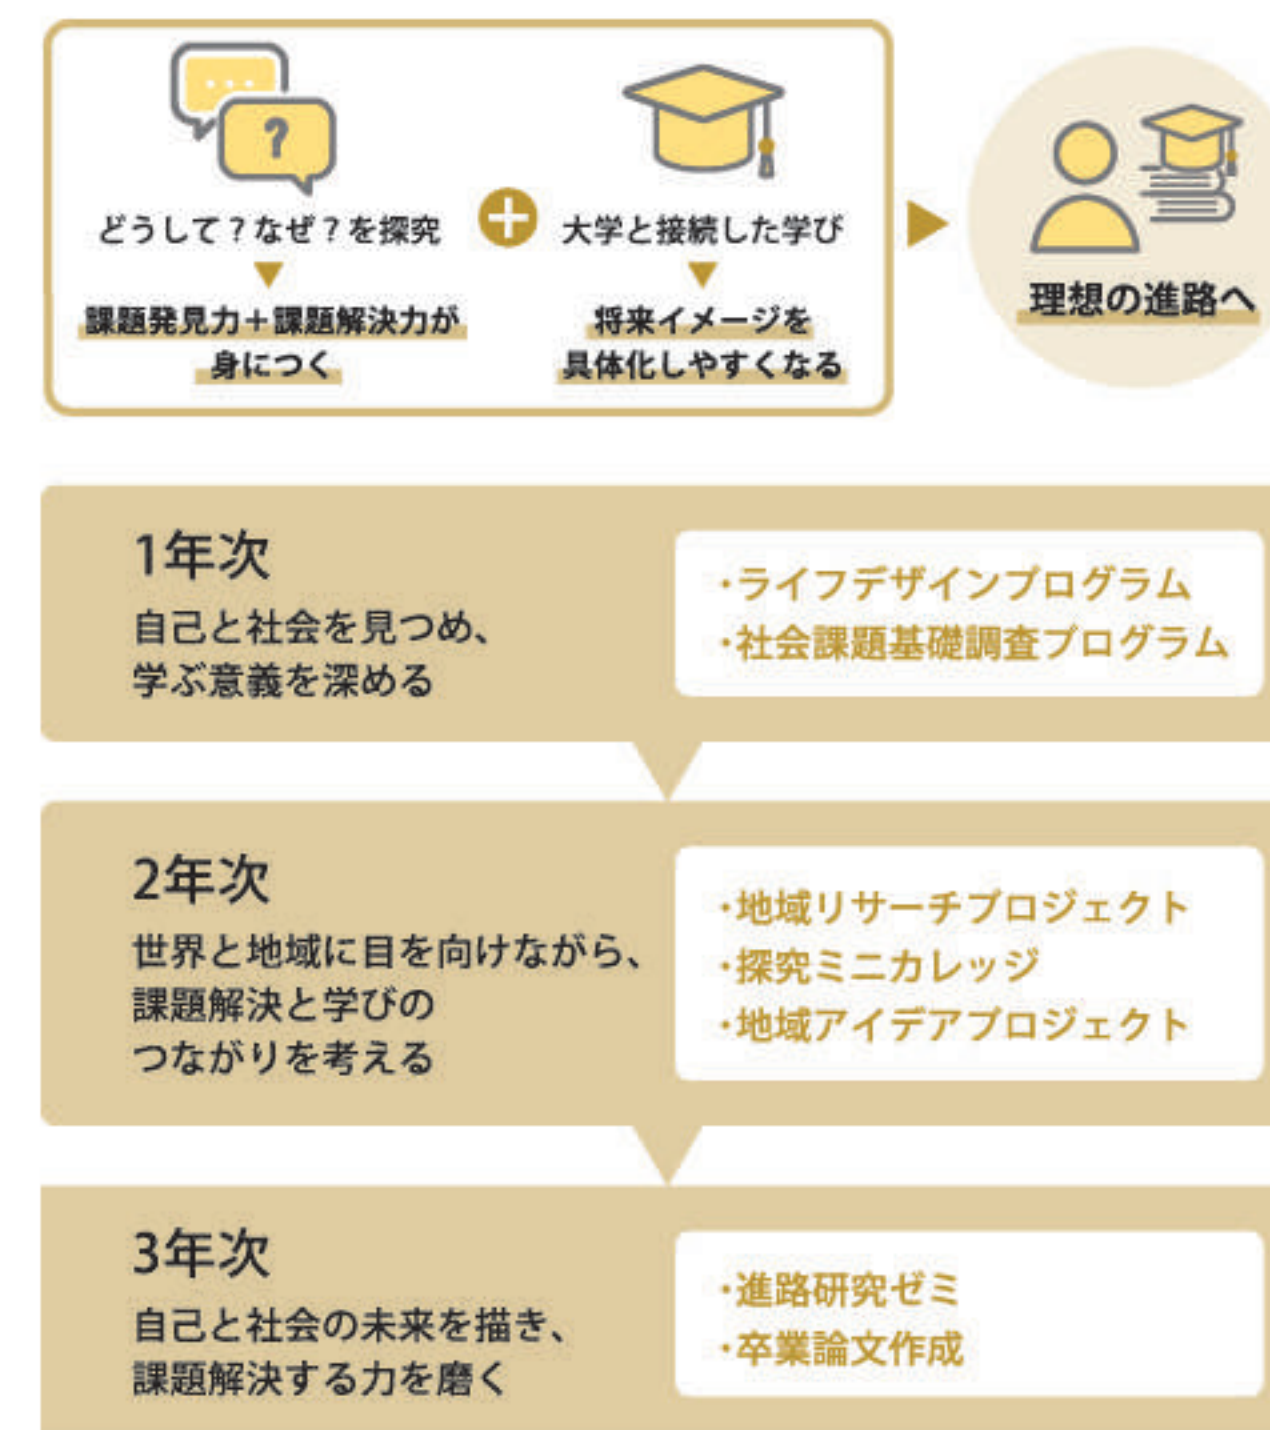 ?
どうして？なぜ？を探究
課題発見力＋課題解決力が
身につく
大学と接続した学び
将来イメージを
具体化しやすくなる
理想の進路へ
1年次
自己と社会を見つめ、
学ぶ意義を深める
・ライフデザインプログラム
・社会課題基礎調査プログラム
2年次
世界と地域に目を向けながら、
課題解決と学びの
つながりを考える
・地域リサーチプロジェクト
・探究ミニカレッジ
・地域アイデアプロジェクト
3年次
自己と社会の未来を描き、
課題解決する力を磨く
・進路研究ゼミ
・卒業論文作成